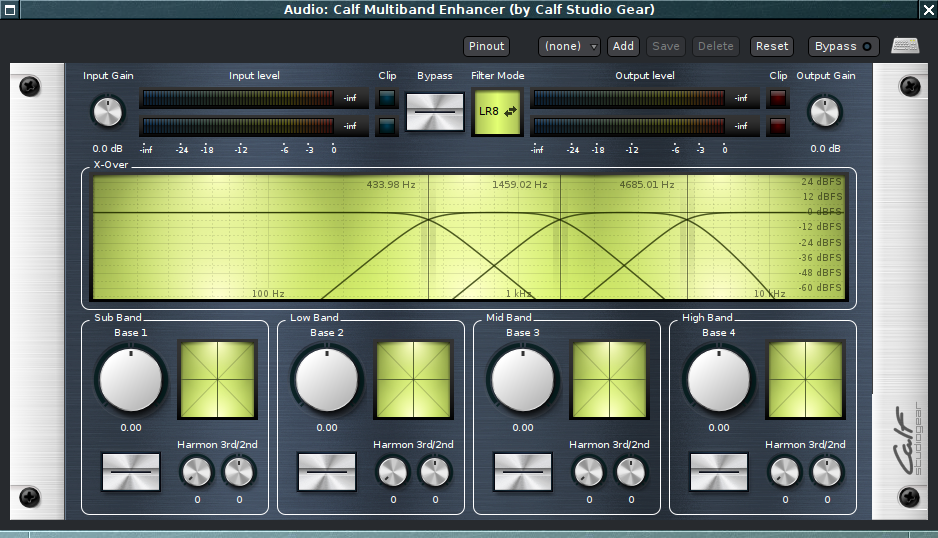 Audio: Calf Multiband Enhancer (by Calf Studio Gear)
Pinout (none) Add Save Delete Reset Bypass
Input Gain Input level Clip Bypass Filter Mode Output level Clip Output Gain
-inf -inf
LR8
-inf -inf
0.0 dB -inf -24 -18 -12 -6 -3 0 -inf -24 -18 -12 -6 -3 0 0.0 dB
X-Over
433.98 Hz 1459.02 Hz 4685.01 Hz 24 dBFS
12 dBFS
0 dBFS
-12 dBFS
-24 dBFS
-36 dBFS
-48 dBFS
-60 dBFS
100 Hz 1 kHz 10 kHz
Sub Band Low Band Mid Band High Band
Base 1 Base 2 Base 3 Base 4
0.00 0.00 0.00 0.00
Harmon 3rd/2nd Harmon 3rd/2nd Harmon 3rd/2nd Harmon 3rd/2nd
0 0 0 0 0 0 0 0
Calf
studiogear